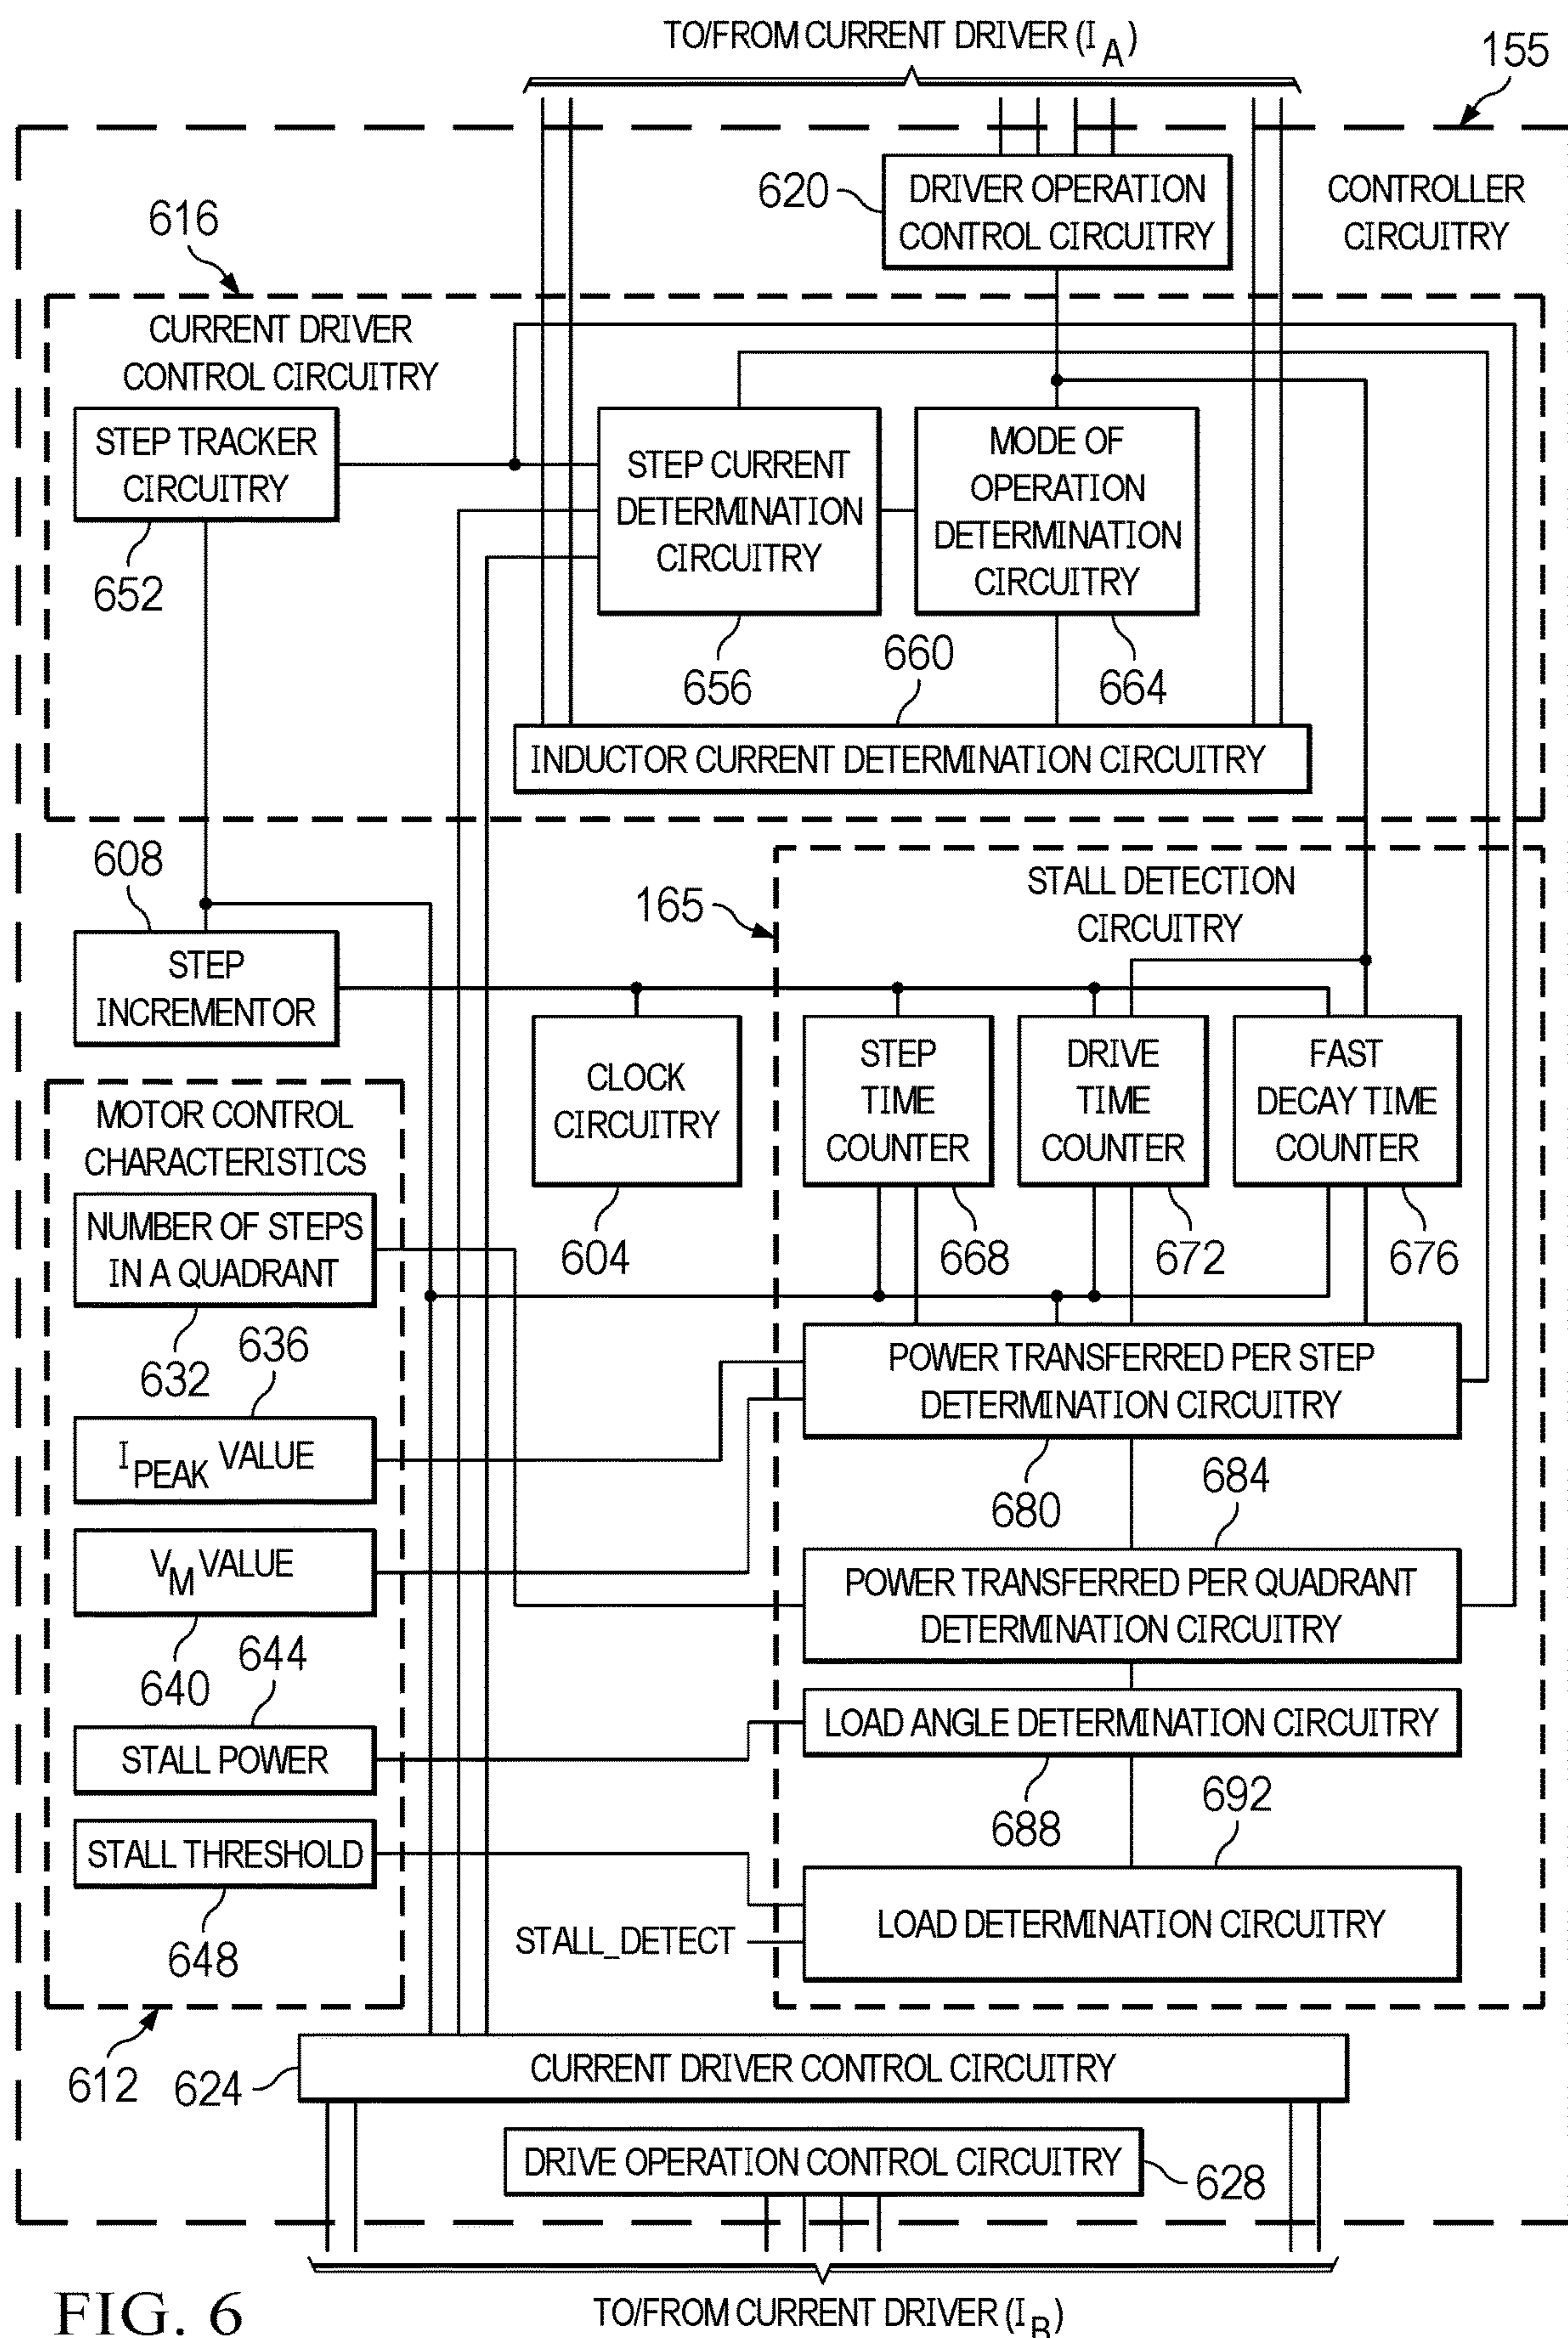 TO/FROM CURRENT DRIVER (I_A)
155
620
DRIVER OPERATION
CONTROL CIRCUITRY
CONTROLLER
CIRCUITRY
616
CURRENT DRIVER
CONTROL CIRCUITRY
STEP TRACKER
CIRCUITRY
652
STEP CURRENT
DETERMINATION
CIRCUITRY
656
MODE OF
OPERATION
DETERMINATION
CIRCUITRY
664
660
INDUCTOR CURRENT DETERMINATION CIRCUITRY
608
STEP
INCREMENTOR
165
STALL DETECTION
CIRCUITRY
CLOCK
CIRCUITRY
604
STEP
TIME
COUNTER
668
DRIVE
TIME
COUNTER
672
FAST
DECAY TIME
COUNTER
676
MOTOR CONTROL
CHARACTERISTICS
NUMBER OF STEPS
IN A QUADRANT
632
636
I_PEAK VALUE
V_M VALUE
640
644
STALL POWER
STALL THRESHOLD
648
612
POWER TRANSFERRED PER STEP
DETERMINATION CIRCUITRY
680
684
POWER TRANSFERRED PER QUADRANT
DETERMINATION CIRCUITRY
LOAD ANGLE DETERMINATION CIRCUITRY
688
692
LOAD DETERMINATION CIRCUITRY
STALL_DETECT
624
CURRENT DRIVER CONTROL CIRCUITRY
DRIVE OPERATION CONTROL CIRCUITRY
628
TO/FROM CURRENT DRIVER (I_B)
FIG. 6